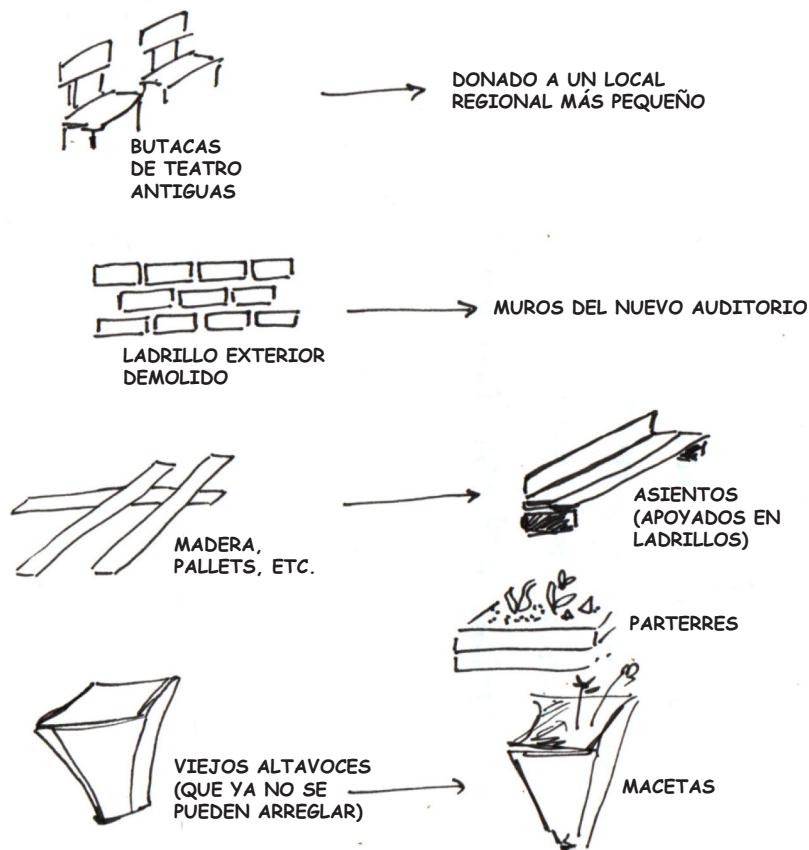 BUTACAS
DE TEATRO
ANTIGUAS
DONADO A UN LOCAL
REGIONAL MÁS PEQUEÑO
LADRILLO EXTERIOR
DEMOLIDO
MUROS DEL NUEVO AUDITORIO
MADERA,
PALLETS, ETC.
ASIENTOS
(APOYADOS EN
LADRILLOS)
PARTERRES
VIEJOS ALTAVOCES
(QUE YA NO SE
PUEDEN ARREGLAR)
MACETAS